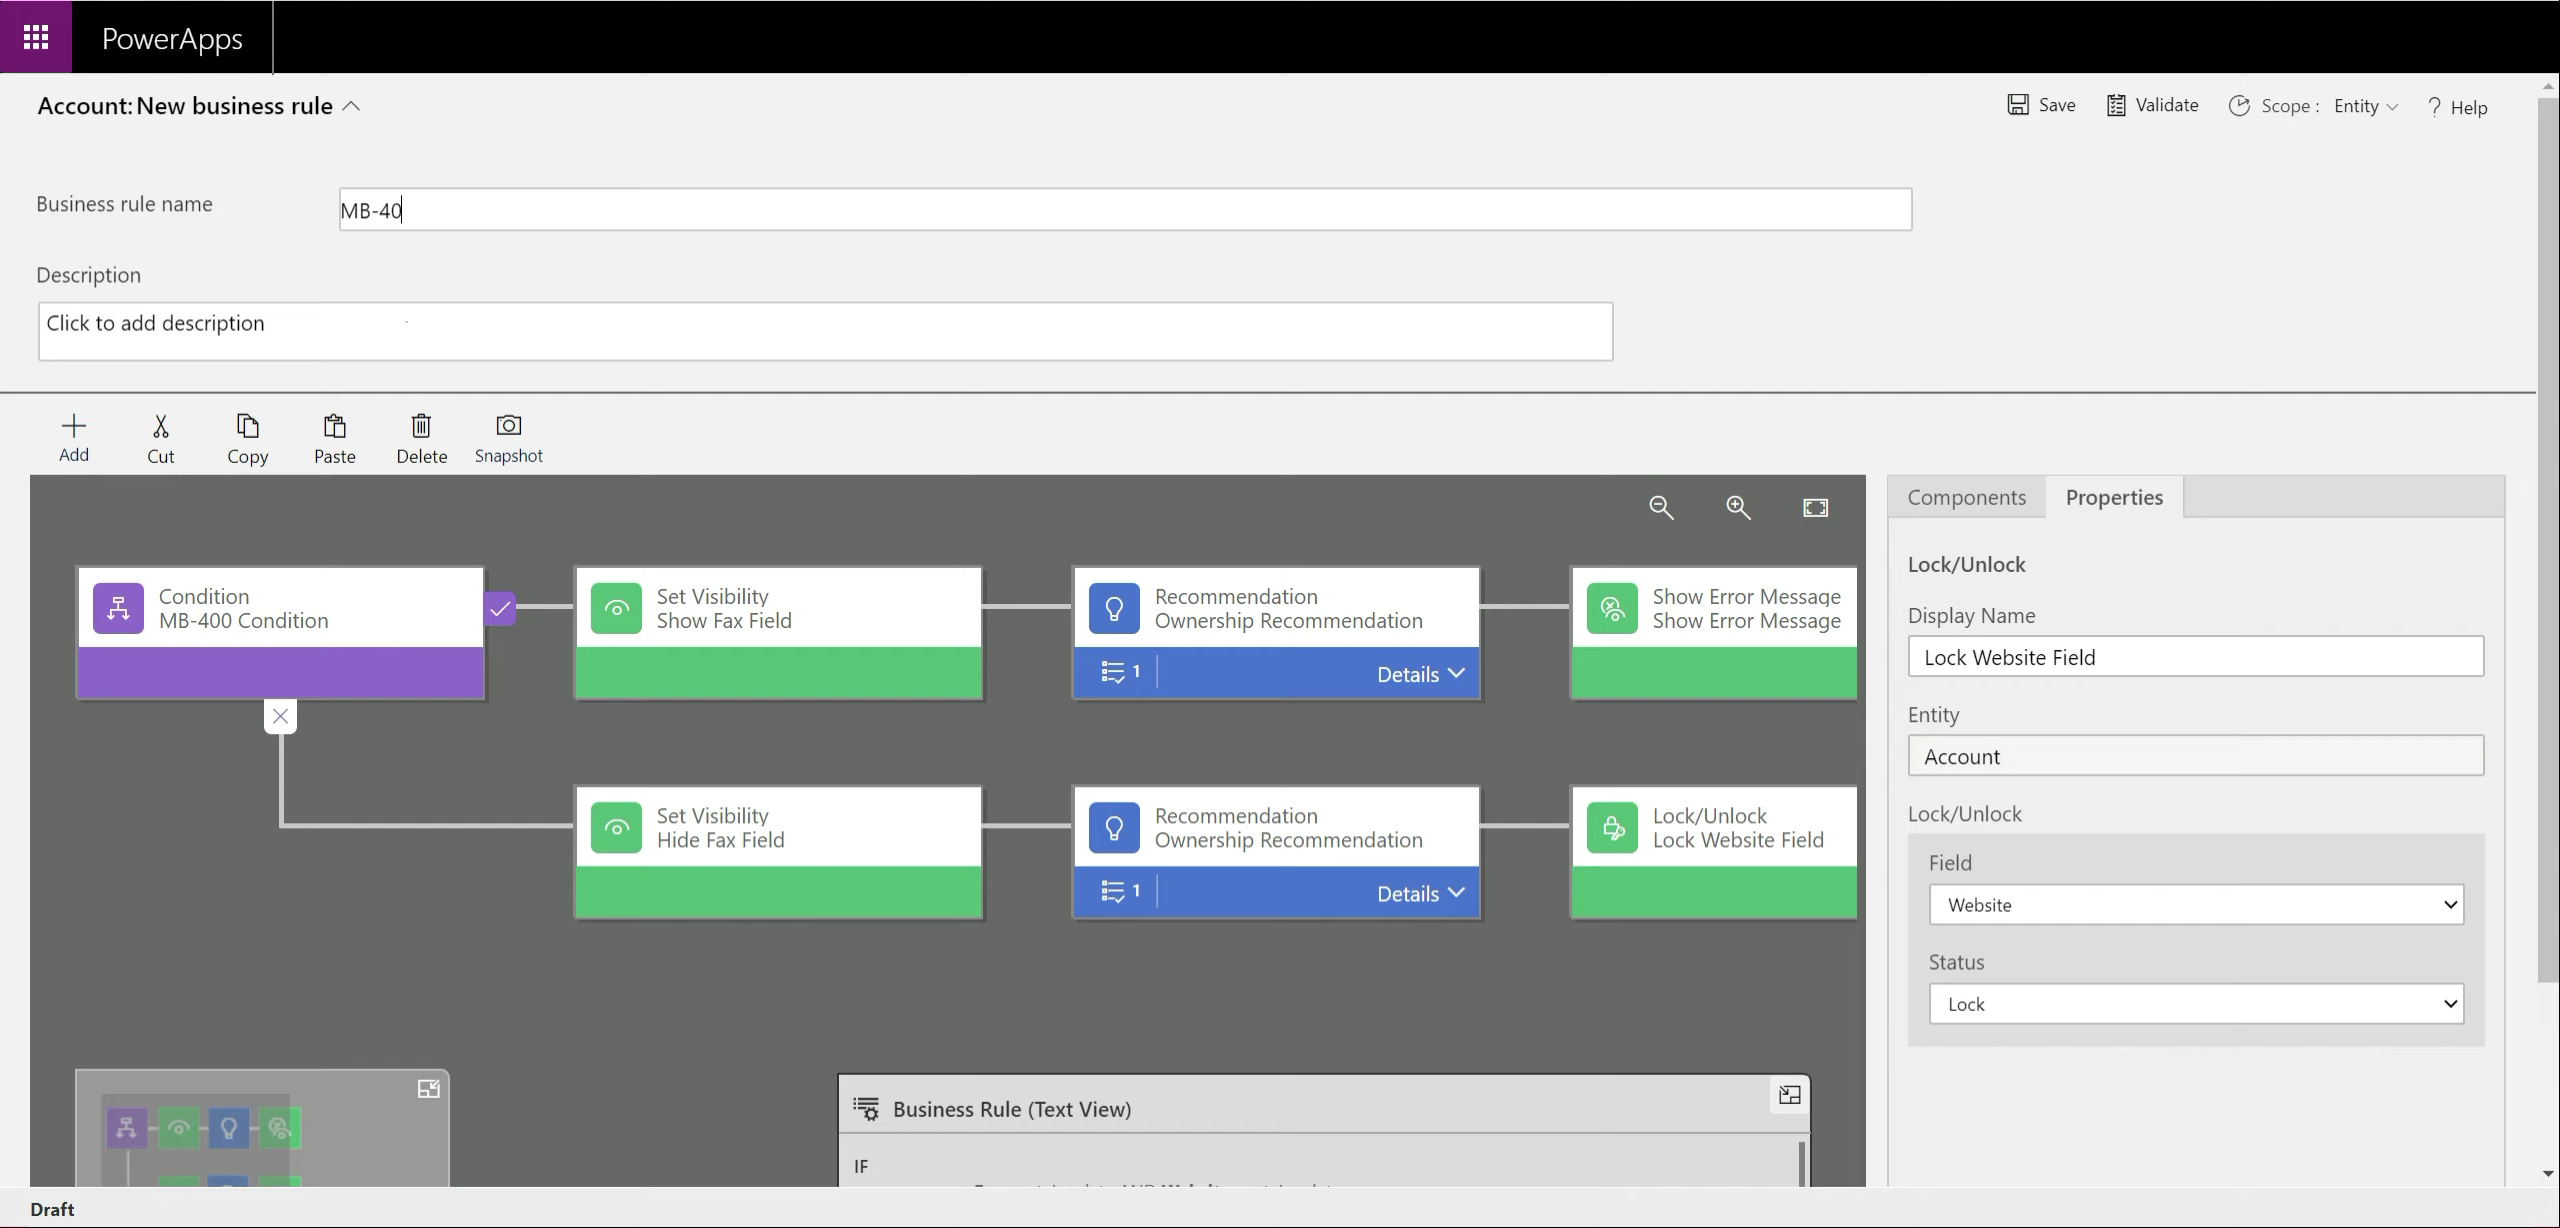 PowerApps
Account: New business rule
Save
Validate
Scope :
Entity
? Help
Business rule name
MB-40
Description
Click to add description
Add
Cut
Copy
Paste
Delete
Snapshot
Components
Properties
Condition
MB-400 Condition
Set Visibility
Show Fax Field
Recommendation
Ownership Recommendation
1
Details
Show Error Message
Show Error Message
Set Visibility
Hide Fax Field
Recommendation
Ownership Recommendation
1
Details
Lock/Unlock
Lock Website Field
Lock/Unlock
Display Name
Lock Website Field
Entity
Account
Lock/Unlock
Field
Website
Status
Lock
Business Rule (Text View)
IF
Draft